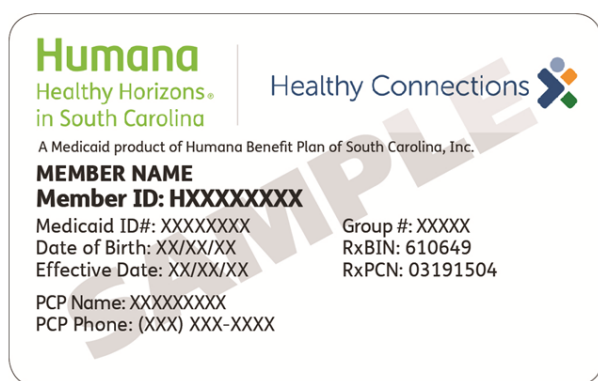 Humana
Healthy Horizons®
in South Carolina
Healthy Connections
A Medicaid product of Humana Benefit Plan of South Carolina, Inc.
MEMBER NAME
Member ID: HXXXXXXXX
Medicaid ID#: XXXXXXXX
Date of Birth: XX/XX/XX
Effective Date: XX/XX/XX
Group #: XXXXX
RxBIN: 610649
RxPCN: 03191504
PCP Name: XXXXXXXXX
PCP Phone: (XXX) XXX-XXXX
SAMPLE